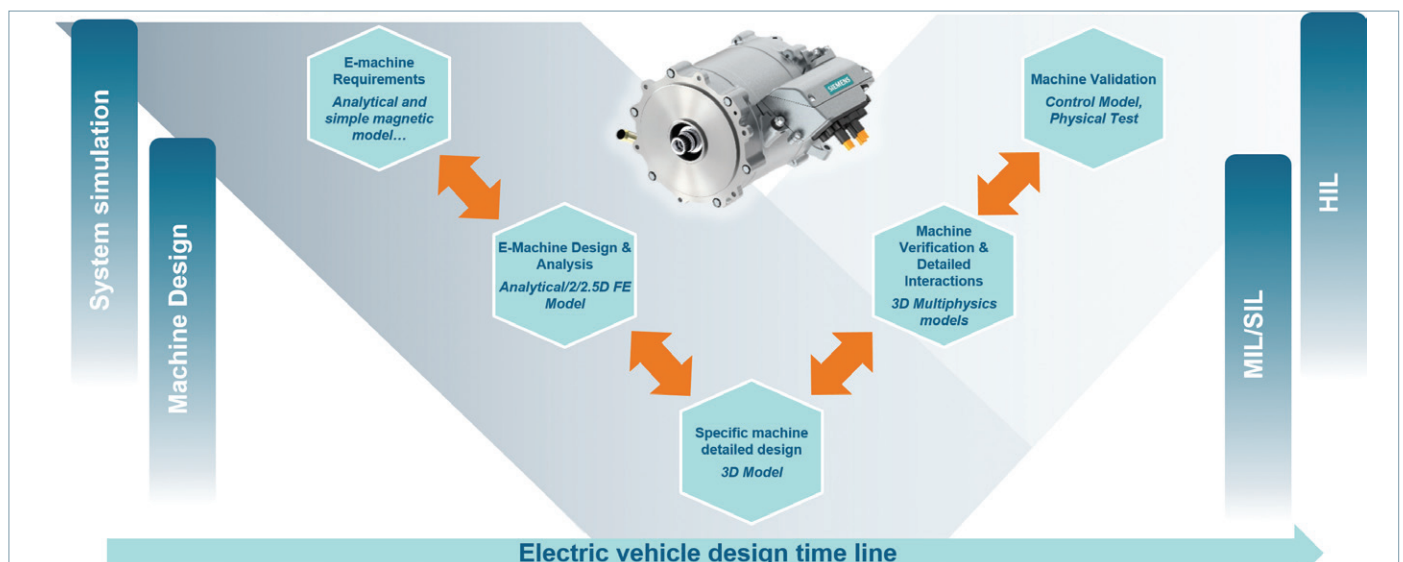 System simulation
Machine Design
E-machine
Requirements
Analytical and
simple magnetic
model…
E-Machine Design &
Analysis
Analytical/2/2.5D FE
Model
Specific machine
detailed design
3D Model
SIEMENS
Machine
Verification &
Detailed
Interactions
3D Multiphysics
models
Machine Validation
Control Model,
Physical Test
MIL/SIL
HIL
Electric vehicle design time line